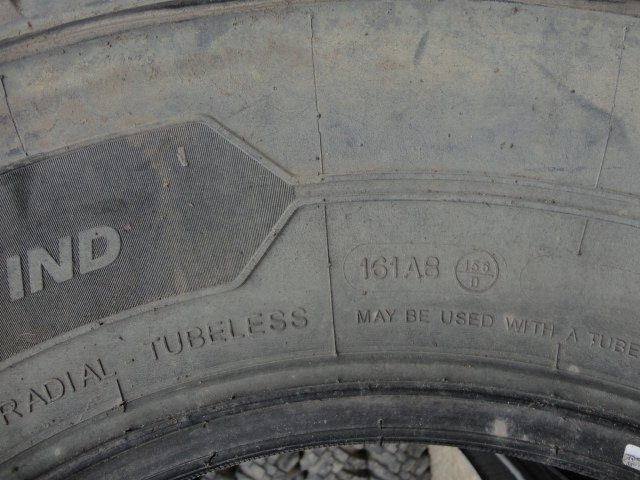 IND
161A8 156
D
RADIAL · TUBELESS
MAY BE USED WITH A TUBE